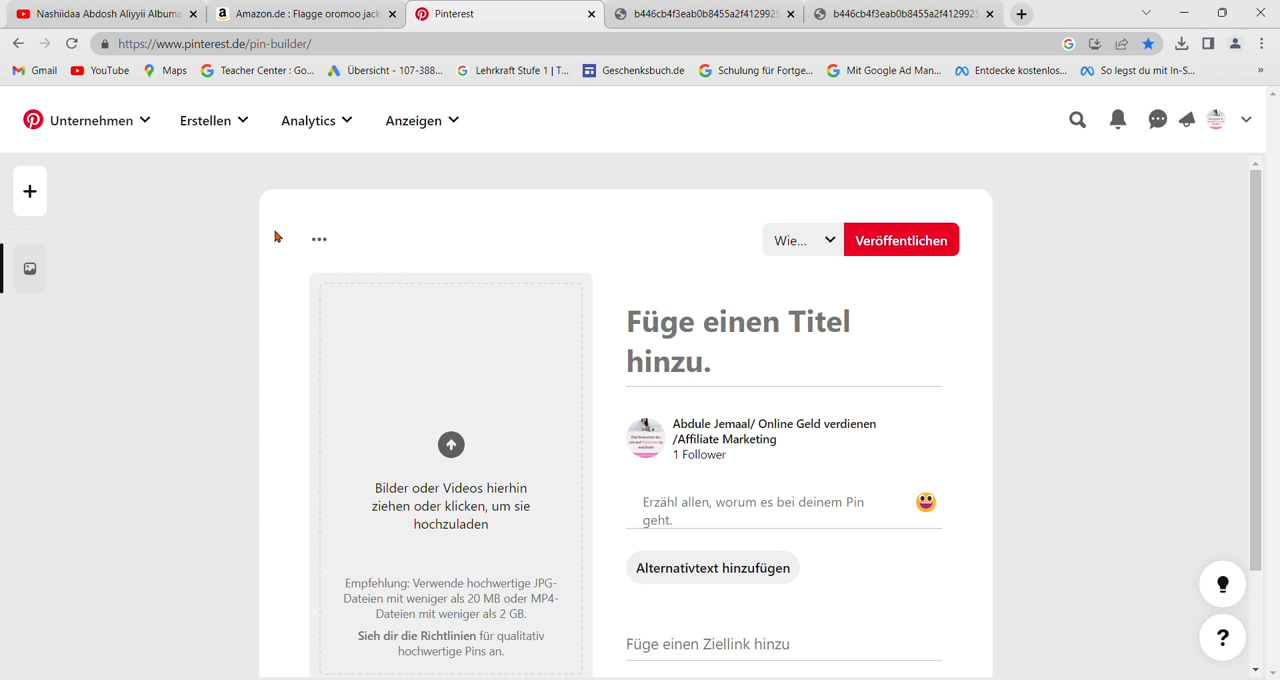 Nashiidaa Abdosh Aliyyii Albuma
Amazon.de : Flagge oromoo jack
Pinterest
b446cb4f3eab0b8455a2f4129925
b446cb4f3eab0b8455a2f4129925
https://www.pinterest.de/pin-builder/
Gmail
YouTube
Maps
Teacher Center : Go...
Übersicht - 107-388...
Lehrkraft Stufe 1 | T...
Geschenksbuch.de
Schulung für Fortge...
Mit Google Ad Man...
Entdecke kostenlos...
So legst du mit In-S...
»
Unternehmen
Erstellen
Analytics
Anzeigen
Wie...
Veröffentlichen
Füge einen Titel
hinzu.
Abdule Jemaal/ Online Geld verdienen
/Affiliate Marketing
1 Follower
Erzähl allen, worum es bei deinem Pin
geht.
Alternativtext hinzufügen
Füge einen Ziellink hinzu
Bilder oder Videos hierhin
ziehen oder klicken, um sie
hochzuladen
Empfehlung: Verwende hochwertige JPG-
Dateien mit weniger als 20 MB oder MP4-
Dateien mit weniger als 2 GB.
Sieh dir die Richtlinien für qualitativ
hochwertige Pins an.
?